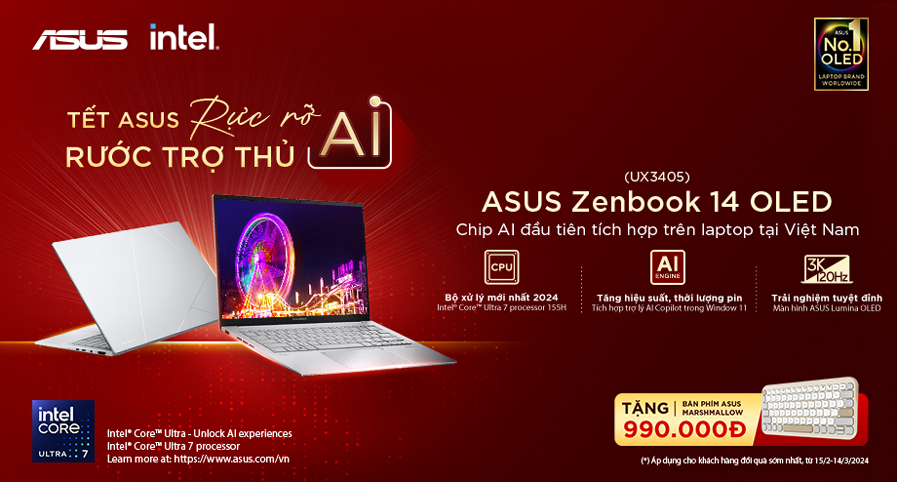 ASUS intel.
ASUS
No.1
OLED
LAPTOP BRAND
WORLDWIDE
TẾT ASUS Rực rỡ
RƯỚC TRỢ THỦ AI
(UX3405)
ASUS Zenbook 14 OLED
Chip AI đầu tiên tích hợp trên laptop tại Việt Nam
CPU
Bộ xử lý mới nhất 2024
Intel® Core™ Ultra 7 processor 155H
AI
ENGINE
Tăng hiệu suất, thời lượng pin
Tích hợp trợ lý AI Copilot trong Window 11
3K
120Hz
Trải nghiệm tuyệt đỉnh
Màn hình ASUS Lumina OLED
intel
CORE
ULTRA 7
Intel® Core™ Ultra - Unlock AI experiences
Intel® Core™ Ultra 7 processor
Learn more at: https://www.asus.com/vn
TẶNG BÀN PHÍM ASUS
MARSHMALLOW
990.000Đ
(*) Áp dụng cho khách hàng đổi quà sớm nhất, từ 15/2-14/3/2024